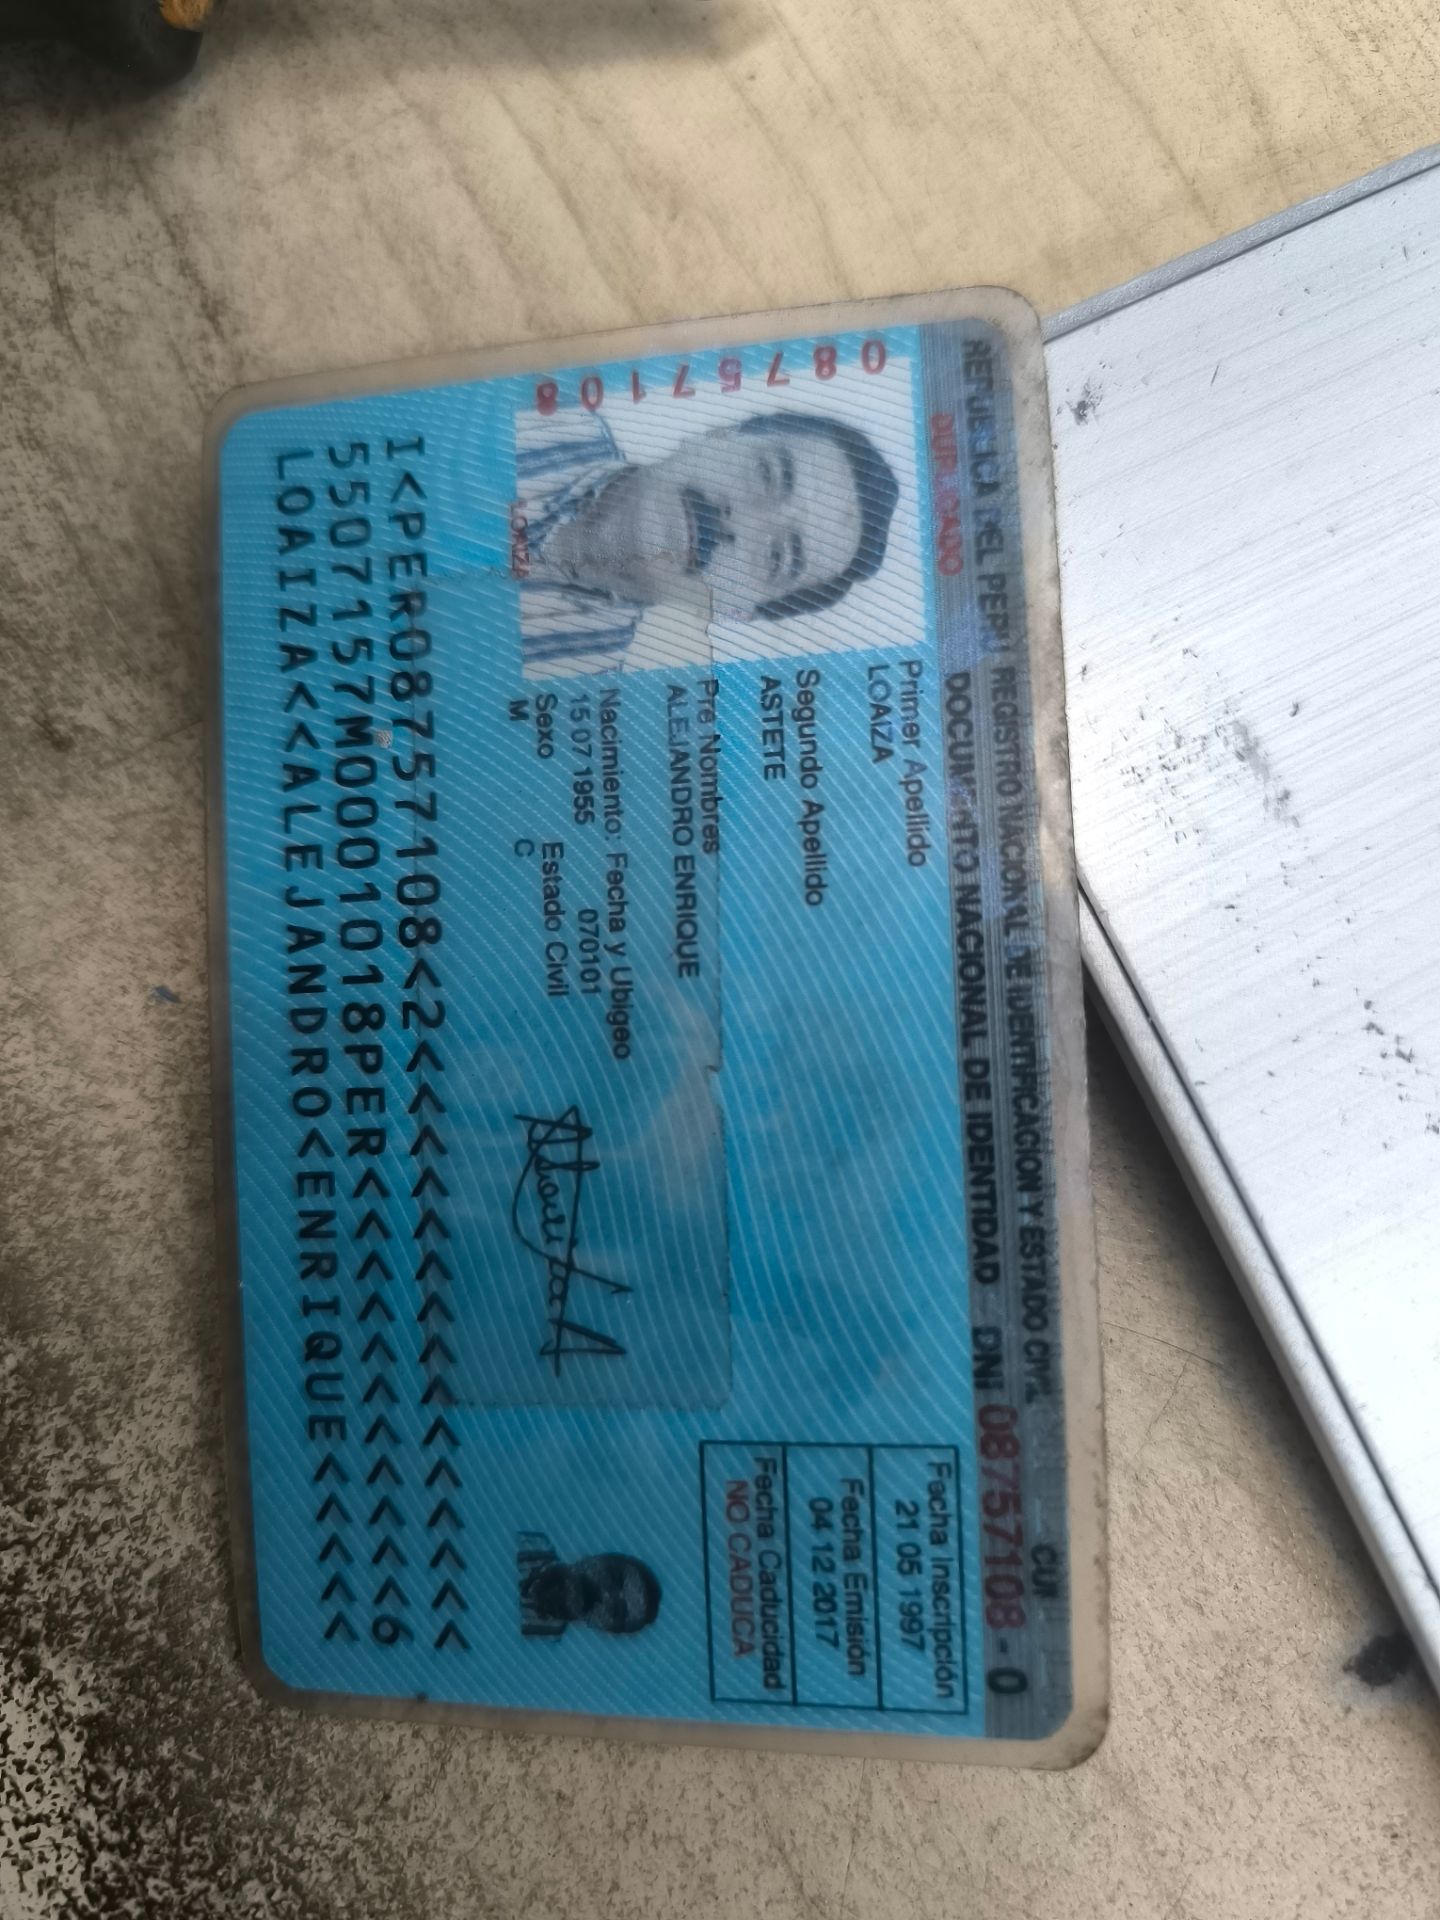 REPUBLICA DEL PERU REGISTRO NACIONAL DE IDENTIFICACION Y ESTADO CIVIL
CUI
DUPLICADO
DOCUMENTO NACIONAL DE IDENTIDAD DNI 08757108 - 0
08757108
LOAIZA
Primer Apellido
LOAIZA
Segundo Apellido
ASTETE
Pre Nombres
ALEJANDRO ENRIQUE
Nacimiento: Fecha y Ubigeo
15 07 1955 070101
Sexo Estado Civil
M C
Fecha Inscripción
21 05 1997
Fecha Emisión
04 12 2017
Fecha Caducidad
NO CADUCA
I<PER08757108<2<<<<<<<<<<<<<<<
5507157M0001018PER<<<<<<<<<<<6
LOAIZA<<ALEJANDRO<ENRIQUE<<<<<